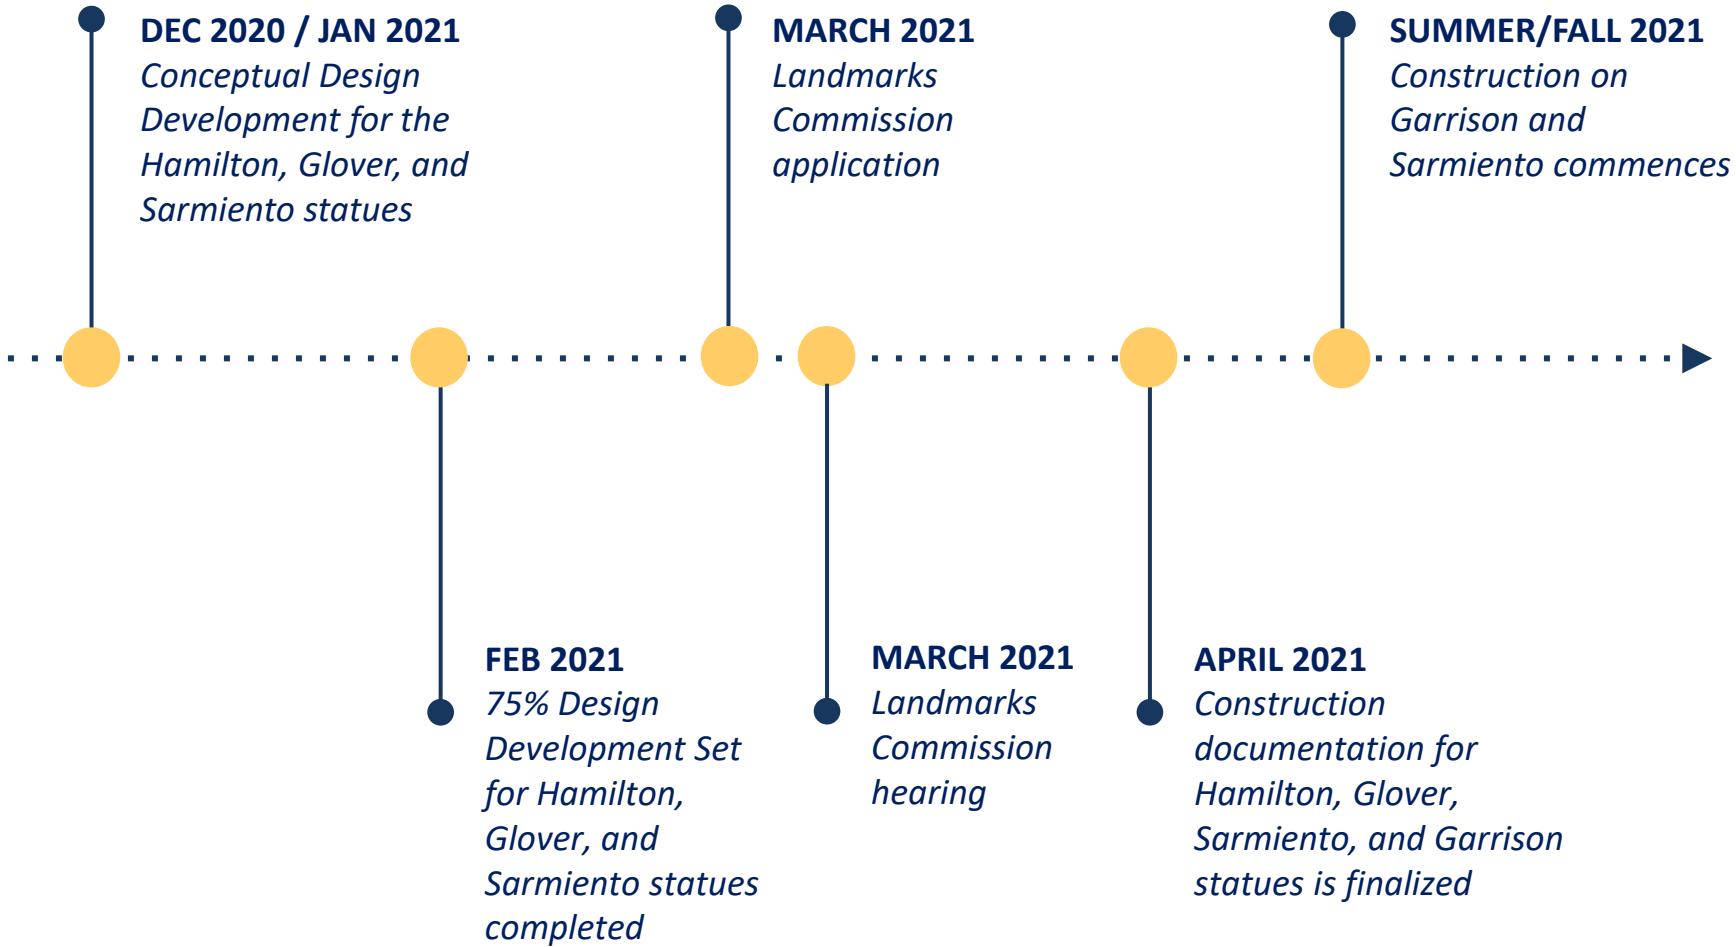 DEC 2020 / JAN 2021
Conceptual Design
Development for the
Hamilton, Glover, and
Sarmiento statues
MARCH 2021
Landmarks
Commission
application
SUMMER/FALL 2021
Construction on
Garrison and
Sarmiento commences
FEB 2021
75% Design
Development Set
for Hamilton,
Glover, and
Sarmiento statues
completed
MARCH 2021
Landmarks
Commission
hearing
APRIL 2021
Construction
documentation for
Hamilton, Glover,
Sarmiento, and Garrison
statues is finalized